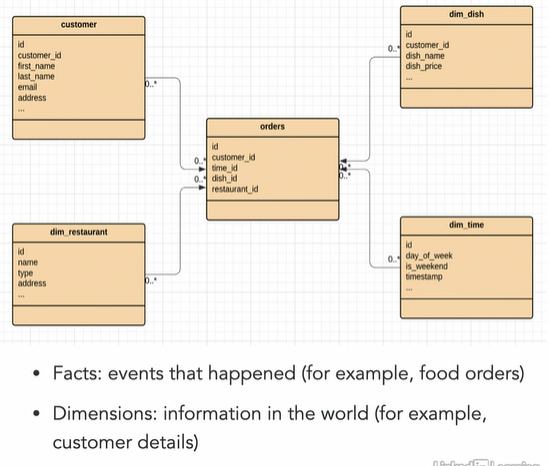 customer
id
customer_id
first_name
last_name
email
address
...
0..*
dim_dish
id
customer_id
dish_name
dish_price
...
0..*
orders
id
customer_id
time_id
dish_id
restaurant_id
0..*
0..*
0..*
0..*
dim_restaurant
id
name
type
address
...
0..*
dim_time
id
day_of_week
is_weekend
timestamp
...
0..*
• Facts: events that happened (for example, food orders)
• Dimensions: information in the world (for example,
customer details)